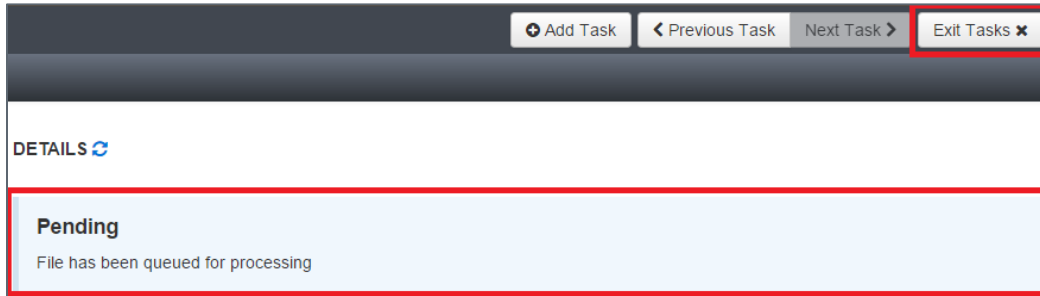 Add Task Previous Task Next Task Exit Tasks
DETAILS
Pending
File has been queued for processing